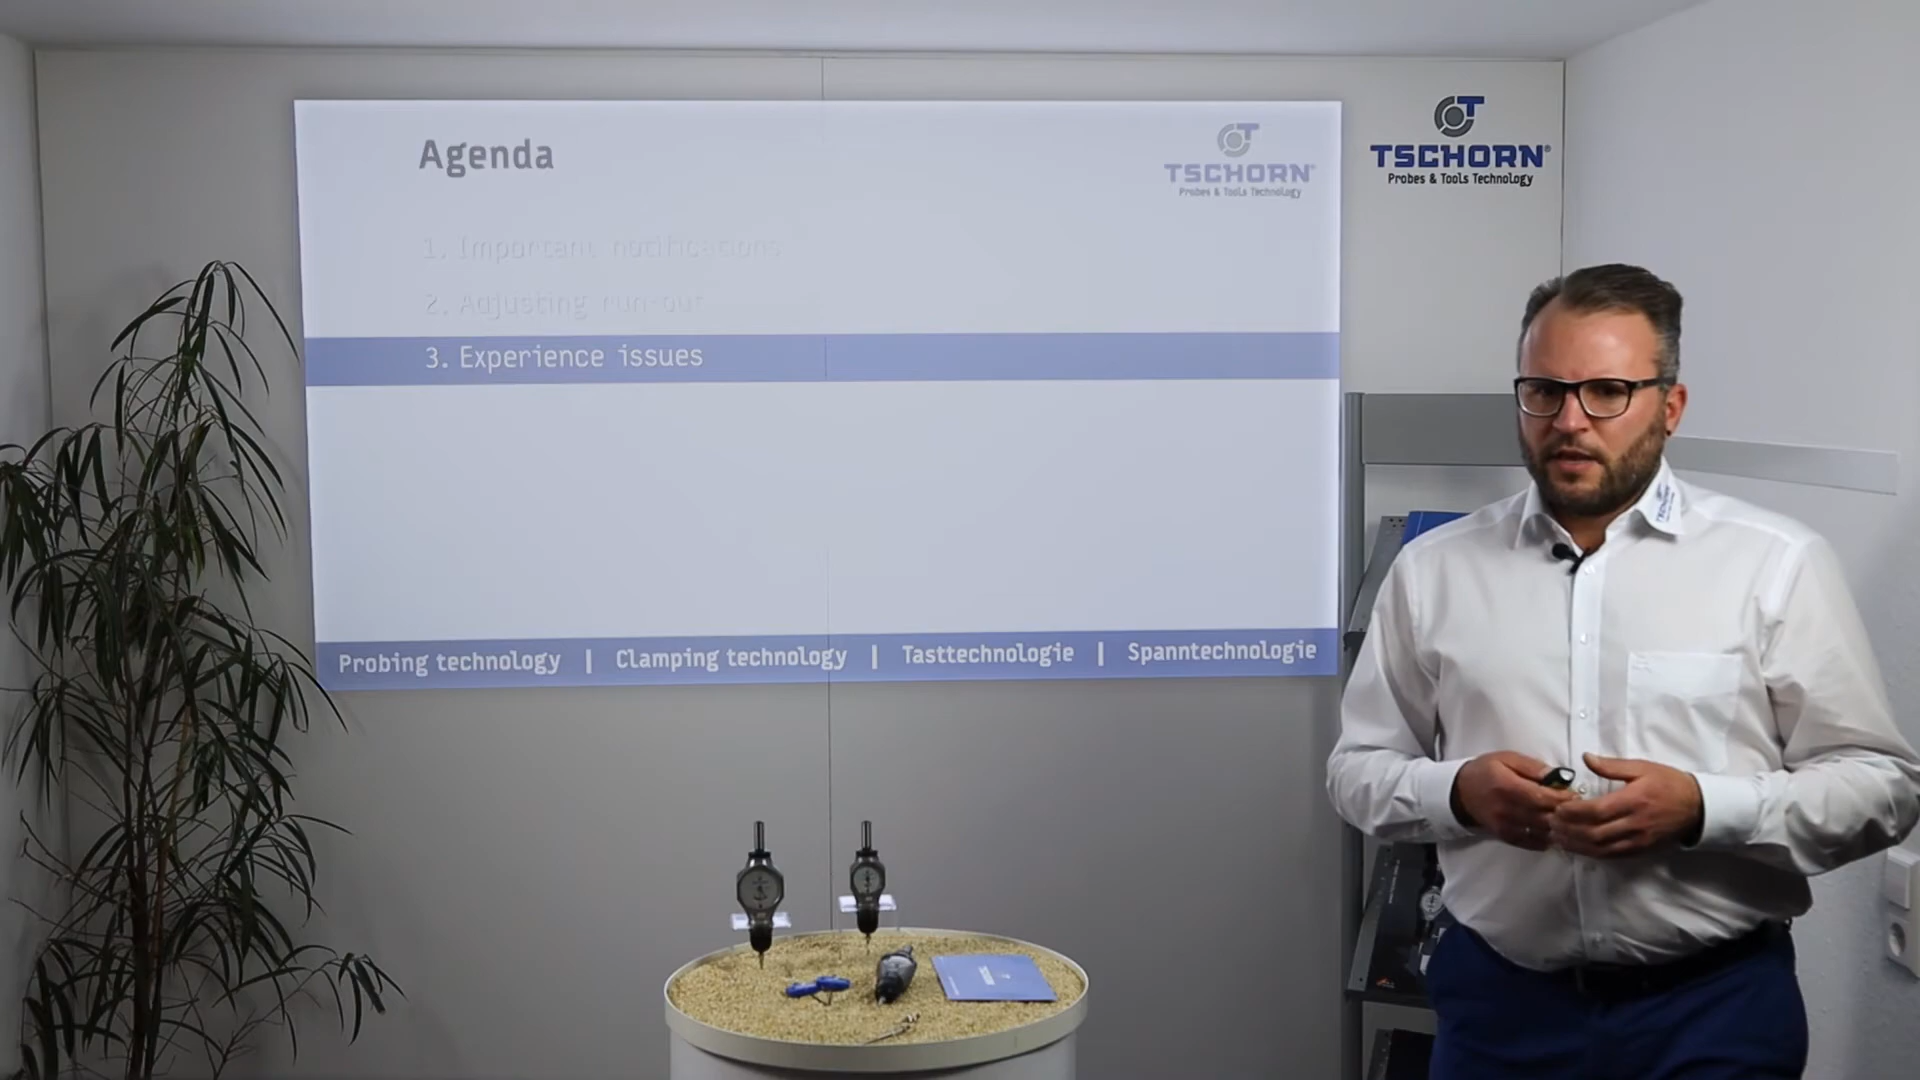 Agenda
TSCHORN
Probes & Tools Technology
TSCHORN®
Probes & Tools Technology
1. Important notifications
2. Adjusting run-out
3. Experience issues
TSCHORN
Probing technology | Clamping technology | Tasttechnologie | Spanntechnologie